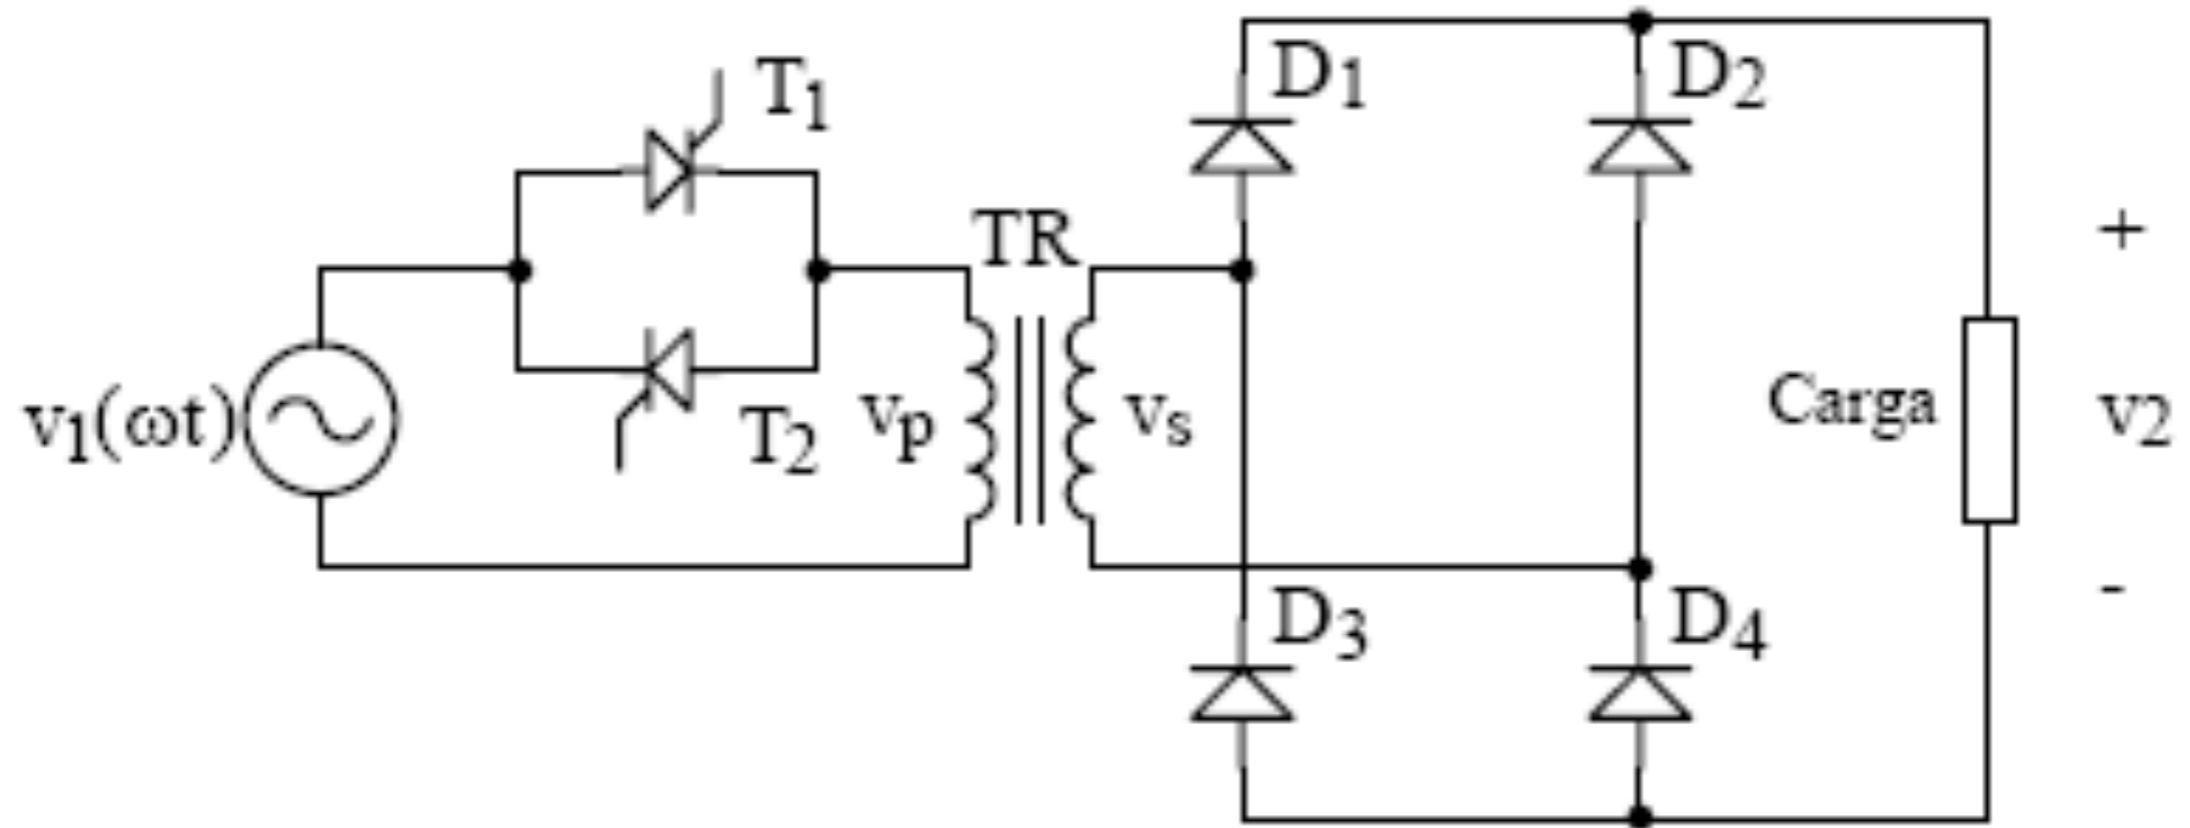 T1
D1
D2
TR
+
v1(ωt)
T2
vp
vs
Carga
v2
D3
D4
-